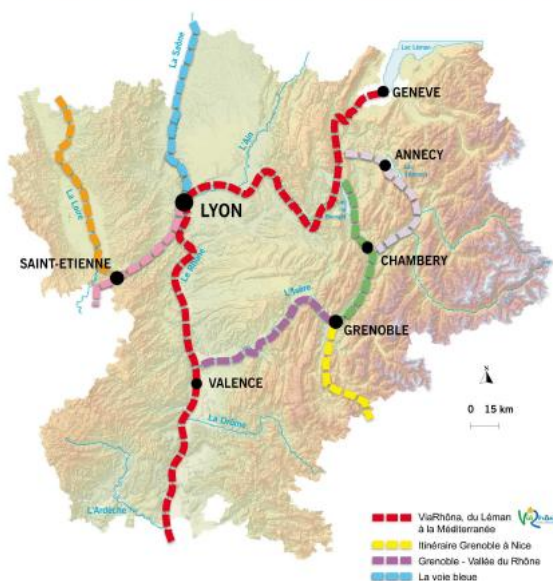 La Saône
Lac Léman
GENEVE
L'Ain
ANNECY
La Loire
LYON
Le Rhône
CHAMBERY
SAINT-ETIENNE
L'Isère
GRENOBLE
VALENCE
N
0 15 km
La Drôme
L'Ardèche
ViaRhôna, du Léman
à la Méditerranée
Itinéraire Grenoble à Nice
Grenoble - Vallée du Rhône
La voie bleue